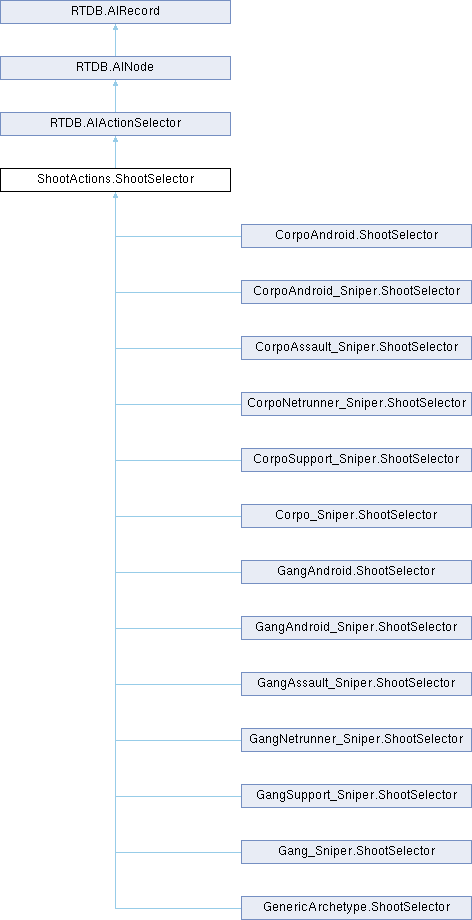 RTDB.AIRecord
RTDB.AINode
RTDB.AIActionSelector
ShootActions.ShootSelector
CorpoAndroid.ShootSelector
CorpoAndroid_Sniper.ShootSelector
CorpoAssault_Sniper.ShootSelector
CorpoNetrunner_Sniper.ShootSelector
CorpoSupport_Sniper.ShootSelector
Corpo_Sniper.ShootSelector
GangAndroid.ShootSelector
GangAndroid_Sniper.ShootSelector
GangAssault_Sniper.ShootSelector
GangNetrunner_Sniper.ShootSelector
GangSupport_Sniper.ShootSelector
Gang_Sniper.ShootSelector
GenericArchetype.ShootSelector